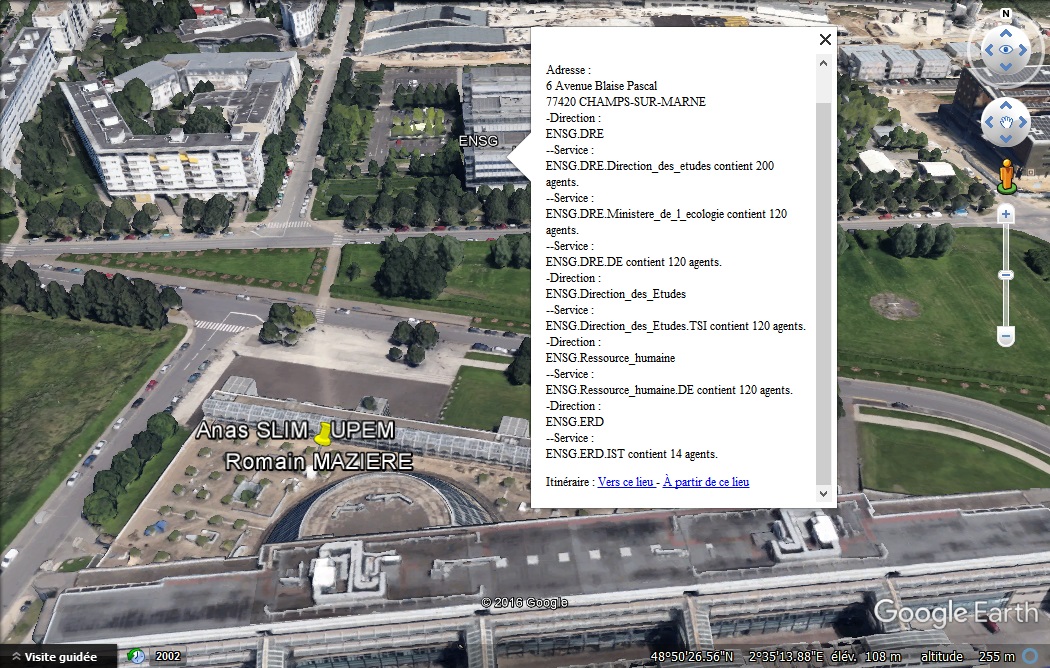 N
Adresse :
6 Avenue Blaise Pascal
77420 CHAMPS-SUR-MARNE
-Direction :
ENSG.DRE
--Service :
ENSG.DRE.Direction_des_etudes contient 200
agents.
--Service :
ENSG.DRE.Ministere_de_l_ecologie contient 120
agents.
--Service :
ENSG.DRE.DE contient 120 agents.
-Direction :
ENSG.Direction_des_Etudes
--Service :
ENSG.Direction_des_Etudes.TSI contient 120 agents.
-Direction :
ENSG.Ressource_humaine
--Service :
ENSG.Ressource_humaine.DE contient 120 agents.
-Direction :
ENSG.ERD
--Service :
ENSG.ERD.IST contient 14 agents.
Itinéraire : Vers ce lieu - À partir de ce lieu
ENSG
Anas SLIM UPEM
Romain MAZIERE
© 2016 Google
Google Earth
Visite guidée
2002
48°50'26.56"N 2°35'13.88"E élév. 108 m altitude 255 m